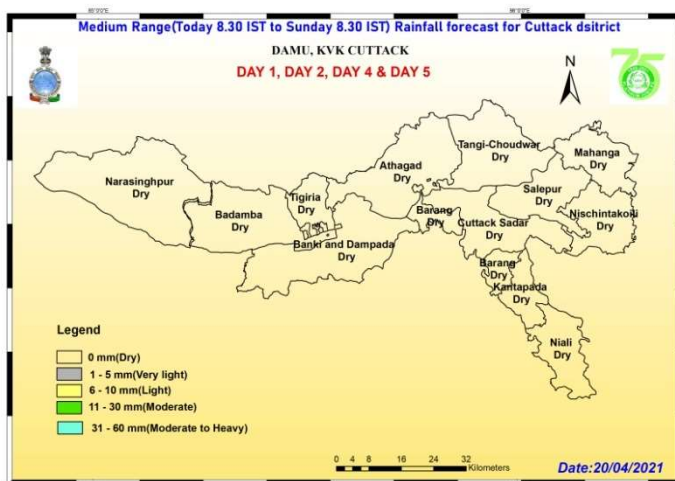 Medium Range(Today 8.30 IST to Sunday 8.30 IST) Rainfall forecast for Cuttack dsitrict
DAMU, KVK CUTTACK
DAY 1, DAY 2, DAY 4 & DAY 5
N
75
Tangi-Choudwar
Dry
Mahanga
Dry
Athagad
Dry
Narasinghpur
Dry
Tigiria
Dry
Salepur
Dry
Badamba
Dry
Barang
Dry
Nischintakoili
Dry
Cuttack Sadar
Dry
Banki and Dampada
Dry
Barang
Dry
Kantapada
Dry
Niali
Dry
Legend
0 mm(Dry)
1 - 5 mm(Very light)
6 - 10 mm(Light)
11 - 30 mm(Moderate)
31 - 60 mm(Moderate to Heavy)
0 4 8 16 24 32
Kilometers
Date:20/04/2021